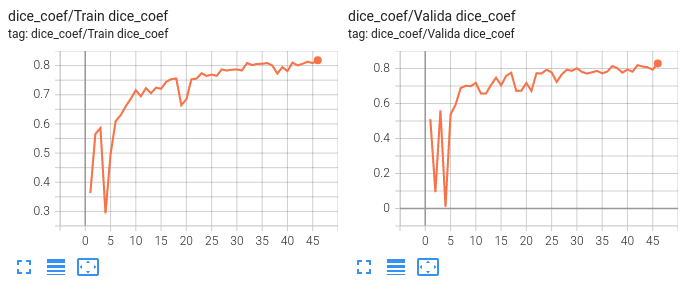 dice_coef/Train dice_coef
tag: dice_coef/Train dice_coef
0.8
0.7
0.6
0.5
0.4
0.3
0 5 10 15 20 25 30 35 40 45
dice_coef/Valida dice_coef
tag: dice_coef/Valida dice_coef
0.8
0.6
0.4
0.2
0
0 5 10 15 20 25 30 35 40 45